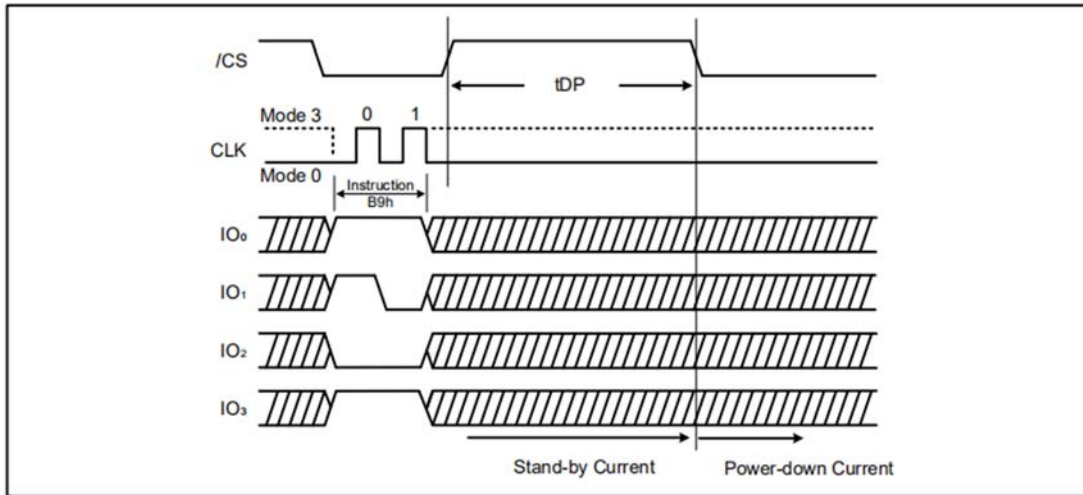 /CS
tDP
Mode 3
0 1
CLK
Mode 0
Instruction
B9h
IO₀
IO₁
IO₂
IO₃
Stand-by Current
Power-down Current